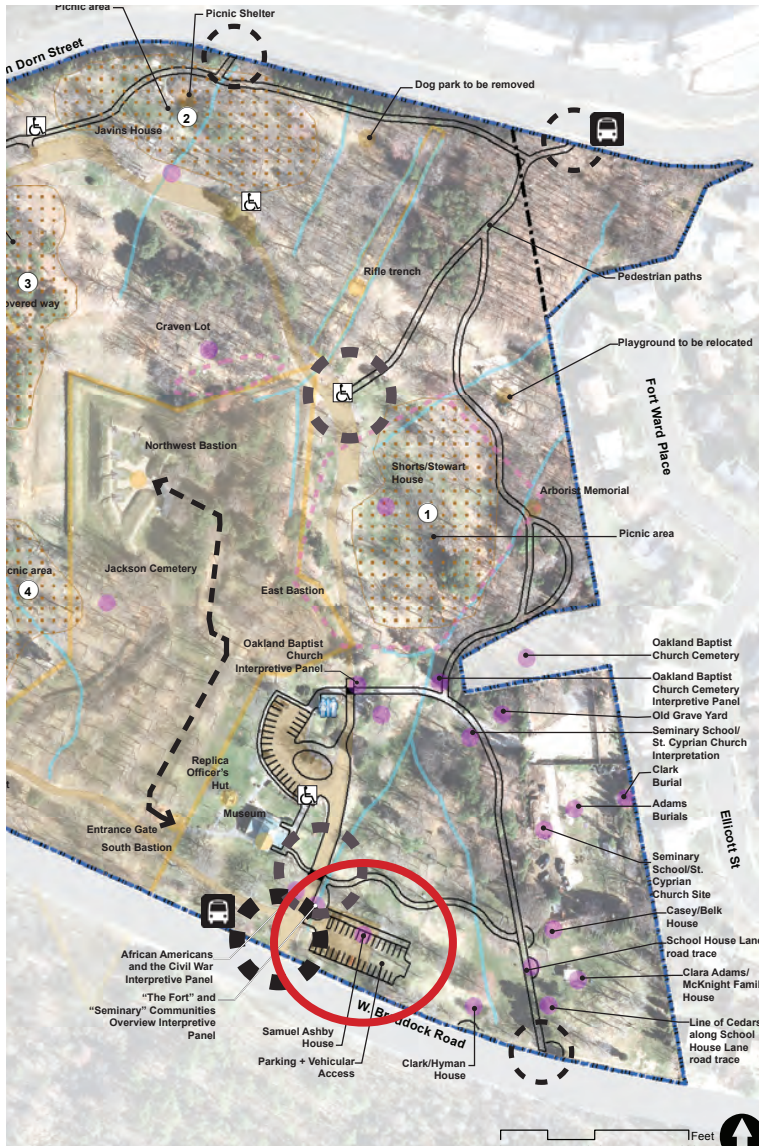 Picnic area
Picnic Shelter
n Dorn Street
Dog park to be removed
2
Javins House
Rifle trench
Pedestrian paths
3
overed way
Craven Lot
Playground to be relocated
Fort Ward Place
Northwest Bastion
Shorts/Stewart
House
1
Arborist Memorial
Picnic area
cnic area
4
Jackson Cemetery
East Bastion
Oakland Baptist
Church
Interpretive Panel
Oakland Baptist
Church Cemetery
Oakland Baptist
Church Cemetery
Interpretive Panel
Old Grave Yard
Seminary School/
St. Cyprian Church
Interpretation
Clark
Burial
Adams
Burials
Ellicott St
Replica
Officer's
Hut
Museum
Entrance Gate
South Bastion
Seminary
School/St.
Cyprian
Church Site
Casey/Belk
House
School House Lane
road trace
Clara Adams/
McKnight Family
House
Line of Cedars
along School
House Lane
road trace
African Americans
and the Civil War
Interpretive Panel
“The Fort” and
“Seminary” Communities
Overview Interpretive
Panel
Samuel Ashby
House
Parking + Vehicular
Access
W. Braddock Road
Clark/Hyman
House
Feet